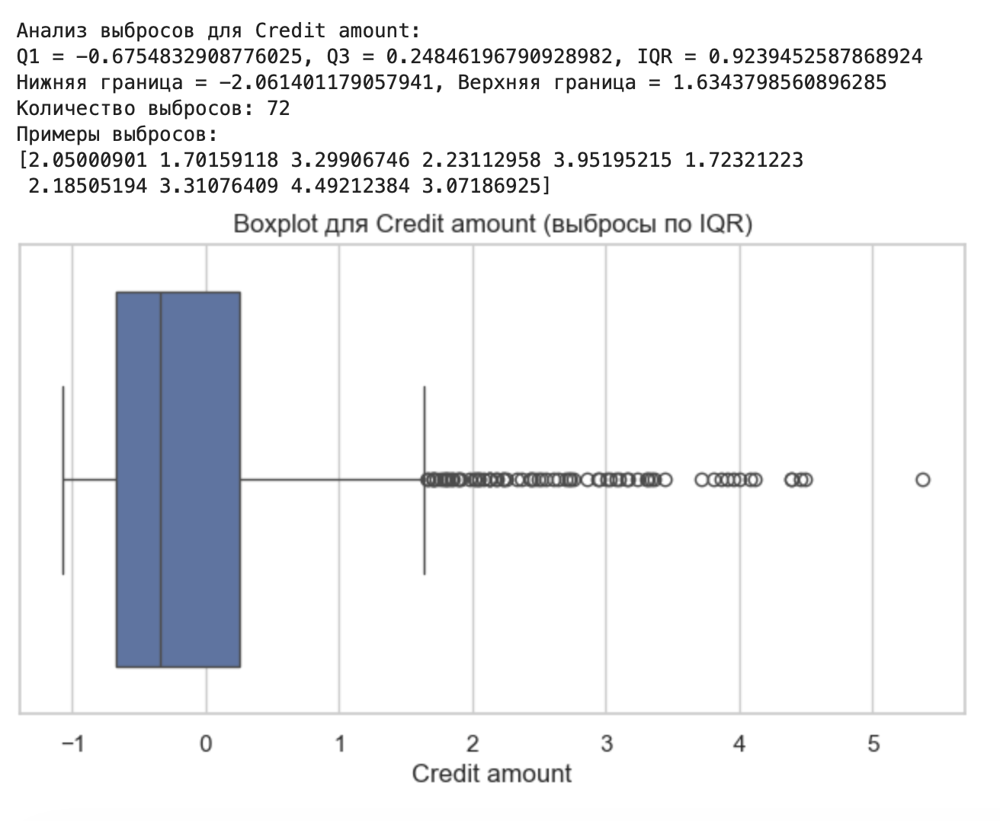 Анализ выбросов для Credit amount:
Q1 = −0.6754832908776025, Q3 = 0.24846196790928982, IQR = 0.9239452587868924
Нижняя граница = −2.061401179057941, Верхняя граница = 1.6343798560896285
Количество выбросов: 72
Примеры выбросов:
[2.05000901 1.70159118 3.29906746 2.23112958 3.95195215 1.72321223
2.18505194 3.31076409 4.49212384 3.07186925]
Boxplot для Credit amount (выбросы по IQR)
−1 0 1 2 3 4 5
Credit amount